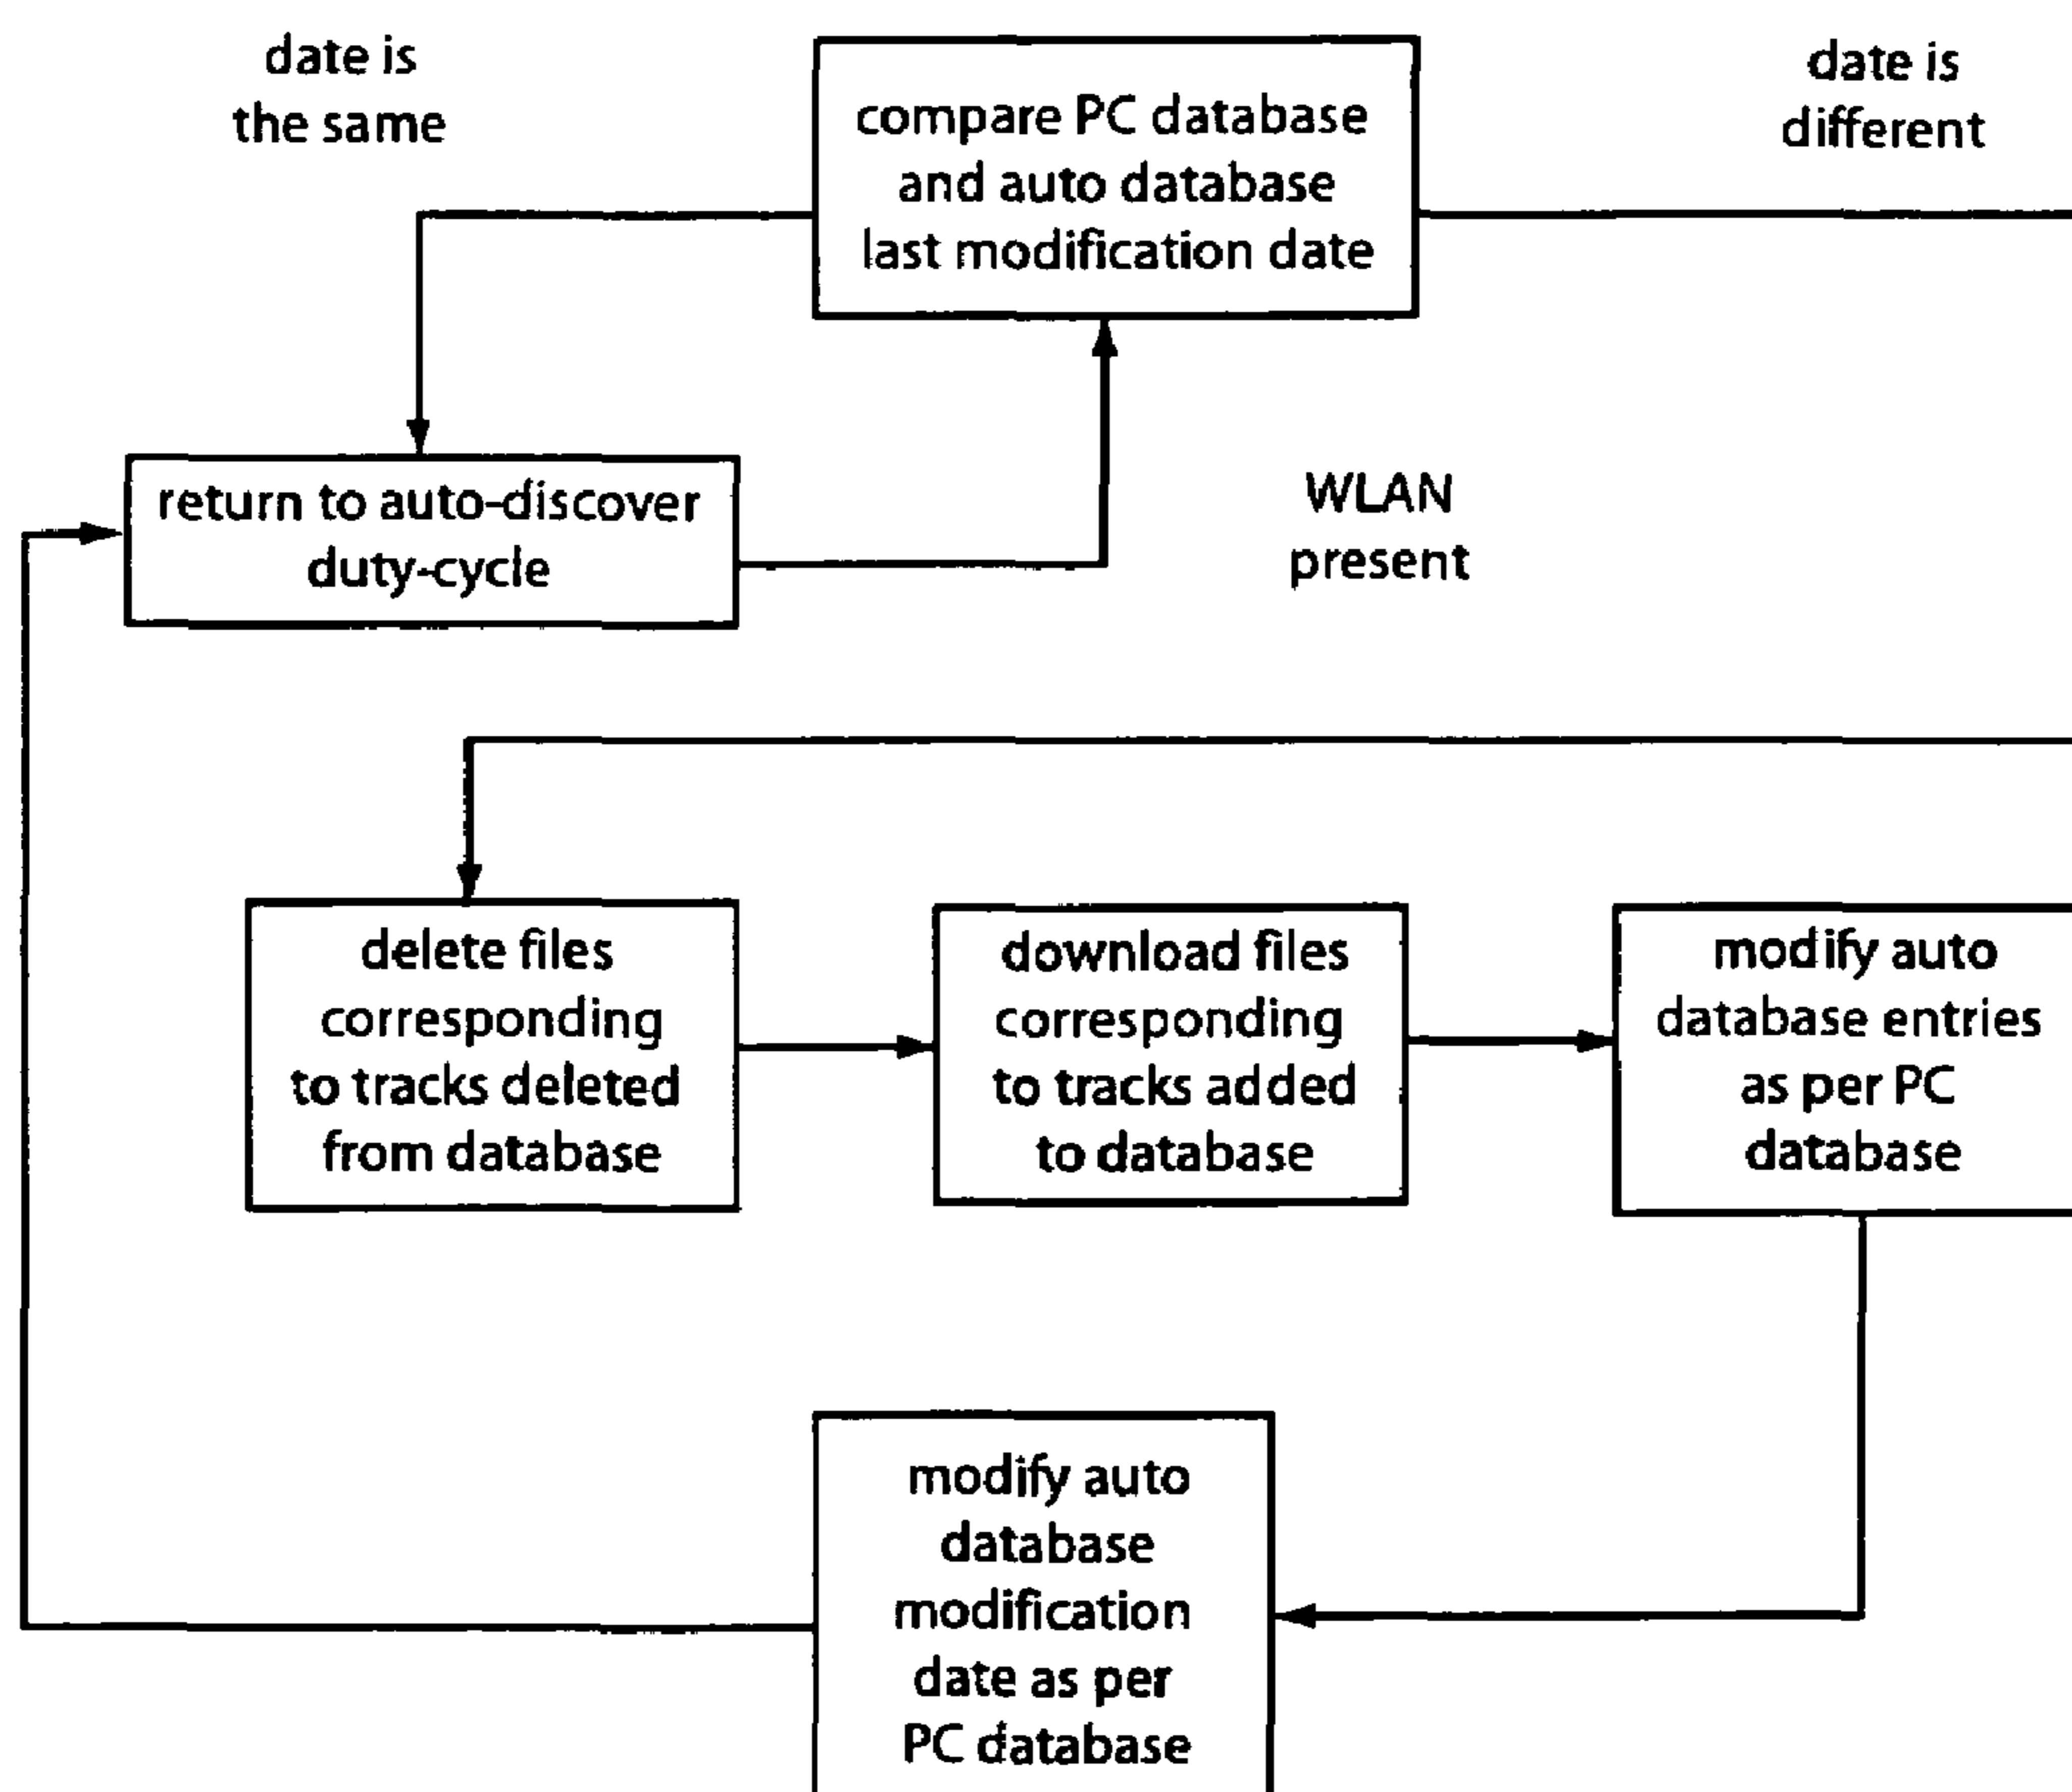 date is
the same
compare PC database
and auto database
last modification date
date is
different
return to auto-discover
duty-cycle
WLAN
present
delete files
corresponding
to tracks deleted
from database
download files
corresponding
to tracks added
to database
modify auto
database entries
as per PC
database
modify auto
database
modification
date as per
PC database